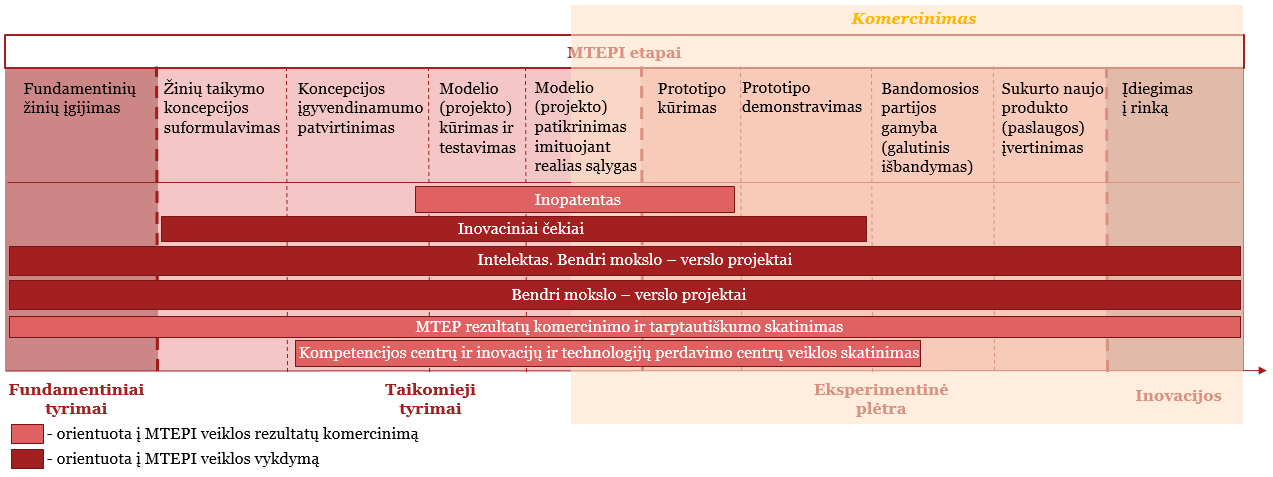 Komercinimas
MTEPI etapai
Fundamentinių
žinių įgijimas
Žinių taikymo
koncepcijos
suformulavimas
Koncepcijos
įgyvendinamumo
patvirtinimas
Modelio
(projekto)
kūrimas ir
testavimas
Modelio
(projekto)
patikrinimas
imituojant
realias sąlygas
Prototipo
kūrimas
Prototipo
demonstravimas
Bandomosios
partijos
gamyba
(galutinis
išbandymas)
Sukurto naujo
produkto
(paslaugos)
įvertinimas
Įdiegimas
į rinką
Inopatentas
Inovaciniai čekiai
Intelektas. Bendri mokslo – verslo projektai
Bendri mokslo – verslo projektai
MTEP rezultatų komercinimo ir tarptautiškumo skatinimas
Kompetencijos centrų ir inovacijų ir technologijų perdavimo centrų veiklos skatinimas
Fundamentiniai
tyrimai
Taikomieji
tyrimai
Eksperimentinė
plėtra
Inovacijos
- orientuota į MTEPI veiklos rezultatų komercinimą
- orientuota į MTEPI veiklos vykdymą